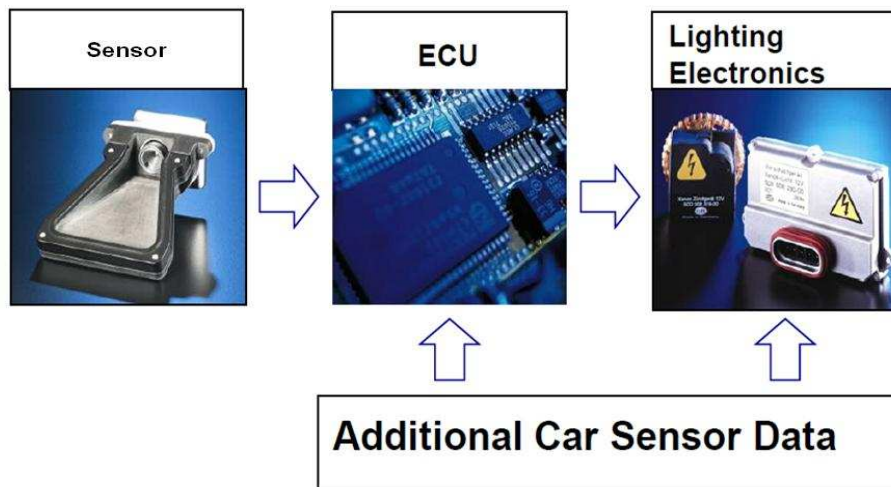 Sensor
ECU
Lighting
Electronics
Additional Car Sensor Data